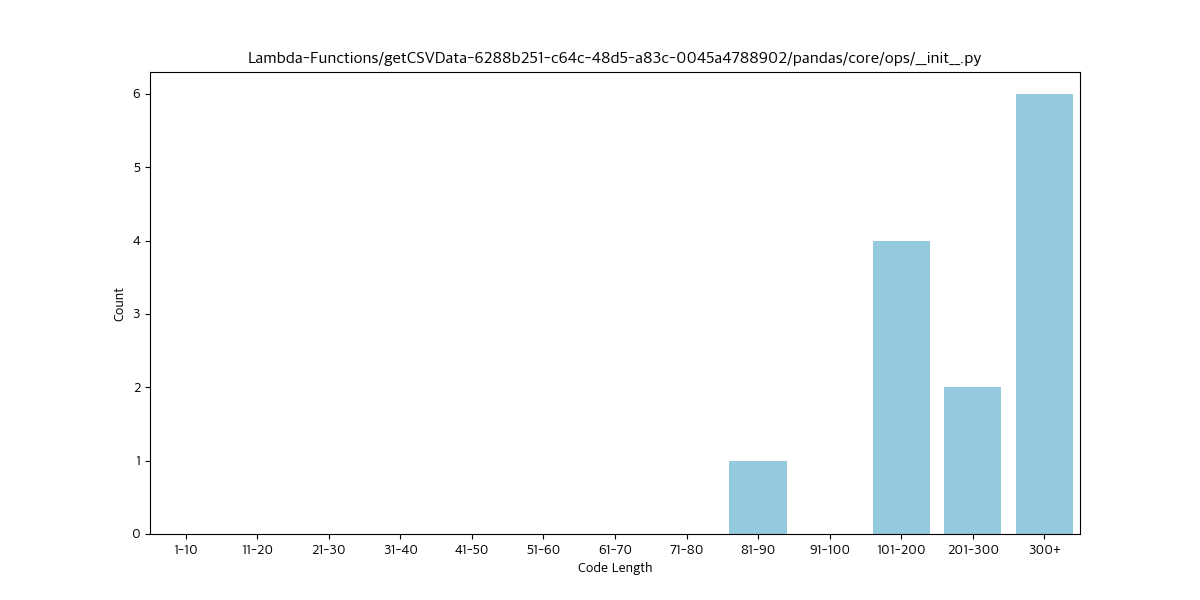 Lambda-Functions/getCSVData-6288b251-c64c-48d5-a83c-0045a4788902/pandas/core/ops/__init__.py
6
5
4
3
2
1
0
Count
1-10 11-20 21-30 31-40 41-50 51-60 61-70 71-80 81-90 91-100 101-200 201-300 300+
Code Length